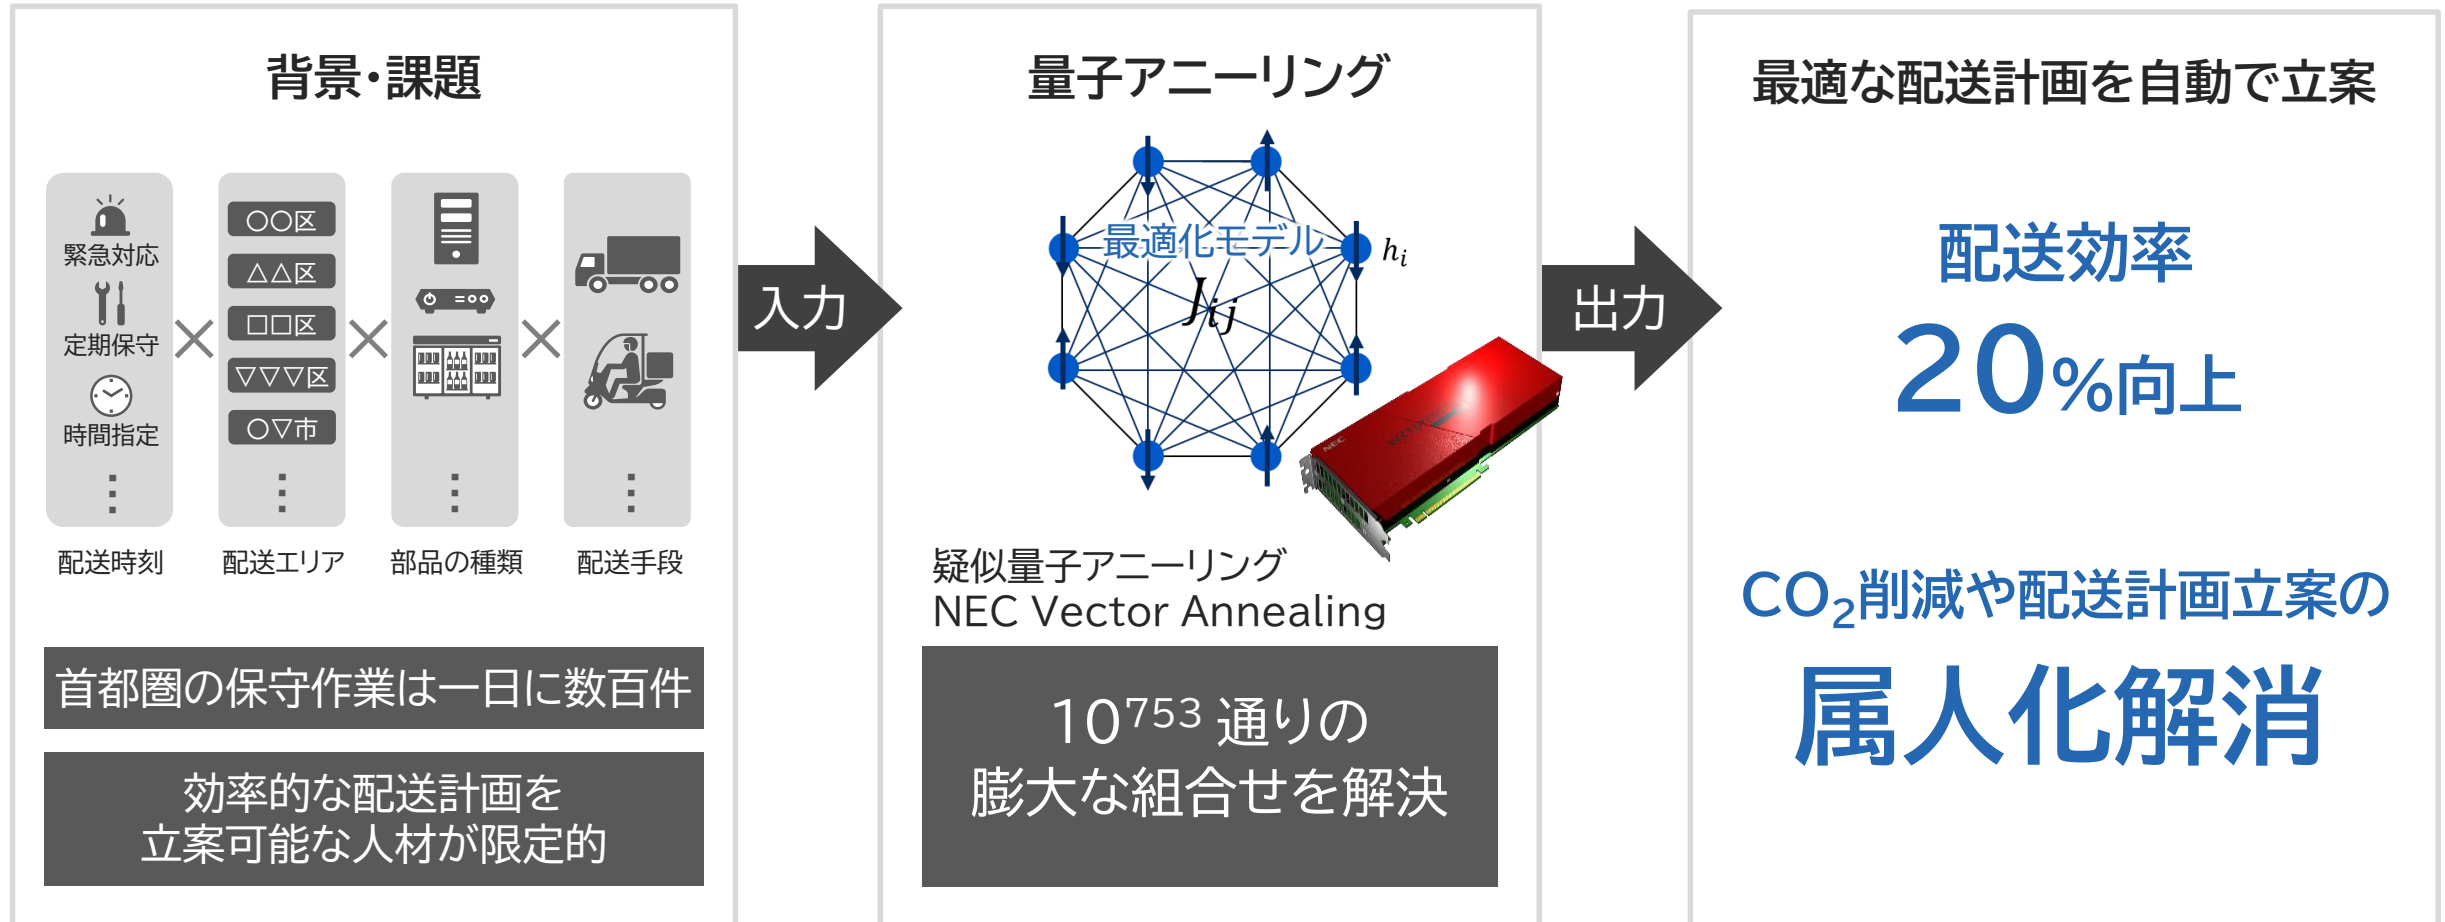 背景・課題
緊急対応
定期保守
時間指定
配送時刻
○○区
△△区
□□区
▽▽▽区
○▽市
配送エリア
部品の種類
配送手段
首都圏の保守作業は一日に数百件
効率的な配送計画を
立案可能な人材が限定的
入力
量子アニーリング
最適化モデル
hᵢ
Jᵢⱼ
NEC
疑似量子アニーリング
NEC Vector Annealing
10⁷⁵³ 通りの
膨大な組合せを解決
出力
最適な配送計画を自動で立案
配送効率
20%向上
CO₂削減や配送計画立案の
属人化解消